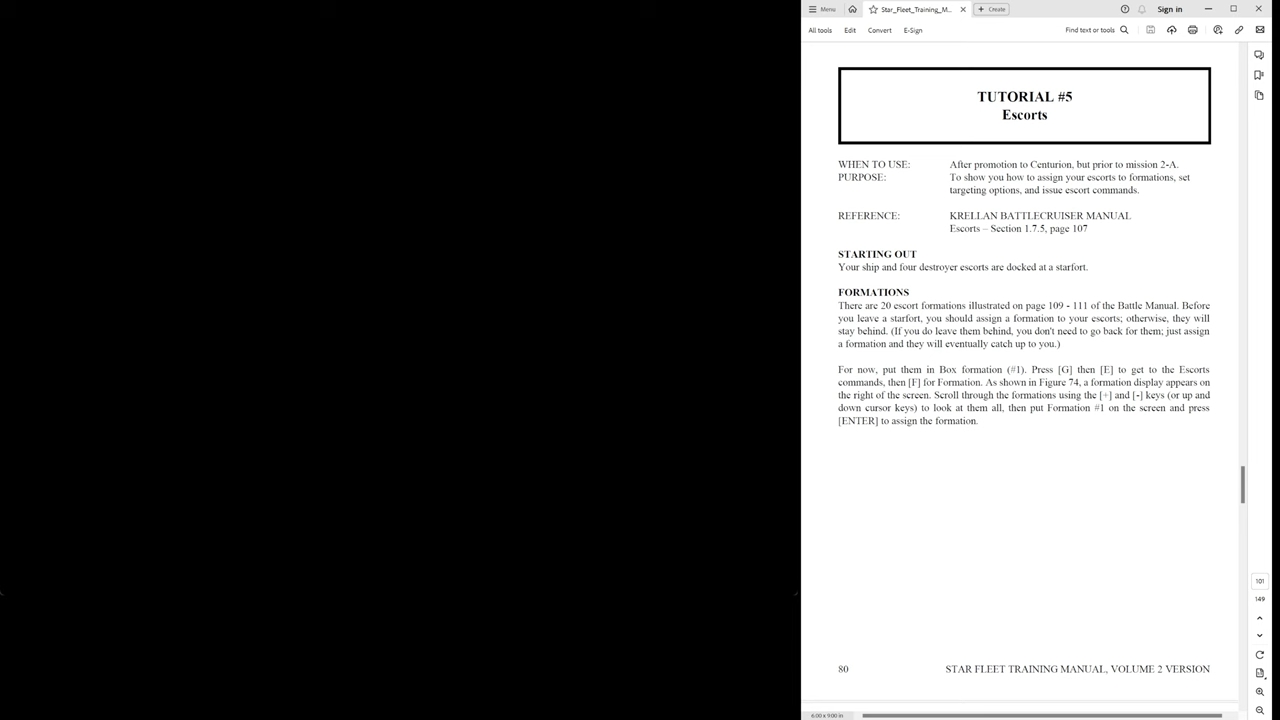 Menu
Star_Fleet_Training_M...
Create
Sign in
All tools
Edit
Convert
E-Sign
Find text or tools
TUTORIAL #5
Escorts
WHEN TO USE: After promotion to Centurion, but prior to mission 2-A.
PURPOSE: To show you how to assign your escorts to formations, set
targeting options, and issue escort commands.
REFERENCE: KRELLAN BATTLECRUISER MANUAL
Escorts – Section 1.7.5, page 107
STARTING OUT
Your ship and four destroyer escorts are docked at a starfort.
FORMATIONS
There are 20 escort formations illustrated on page 109 - 111 of the Battle Manual. Before
you leave a starfort, you should assign a formation to your escorts; otherwise, they will
stay behind. (If you do leave them behind, you don't need to go back for them; just assign
a formation and they will eventually catch up to you.)
For now, put them in Box formation (#1). Press [G] then [E] to get to the Escorts
commands, then [F] for Formation. As shown in Figure 74, a formation display appears on
the right of the screen. Scroll through the formations using the [+] and [-] keys (or up and
down cursor keys) to look at them all, then put Formation #1 on the screen and press
[ENTER] to assign the formation.
101
149
80 STAR FLEET TRAINING MANUAL, VOLUME 2 VERSION
6.00 x 9.00 in